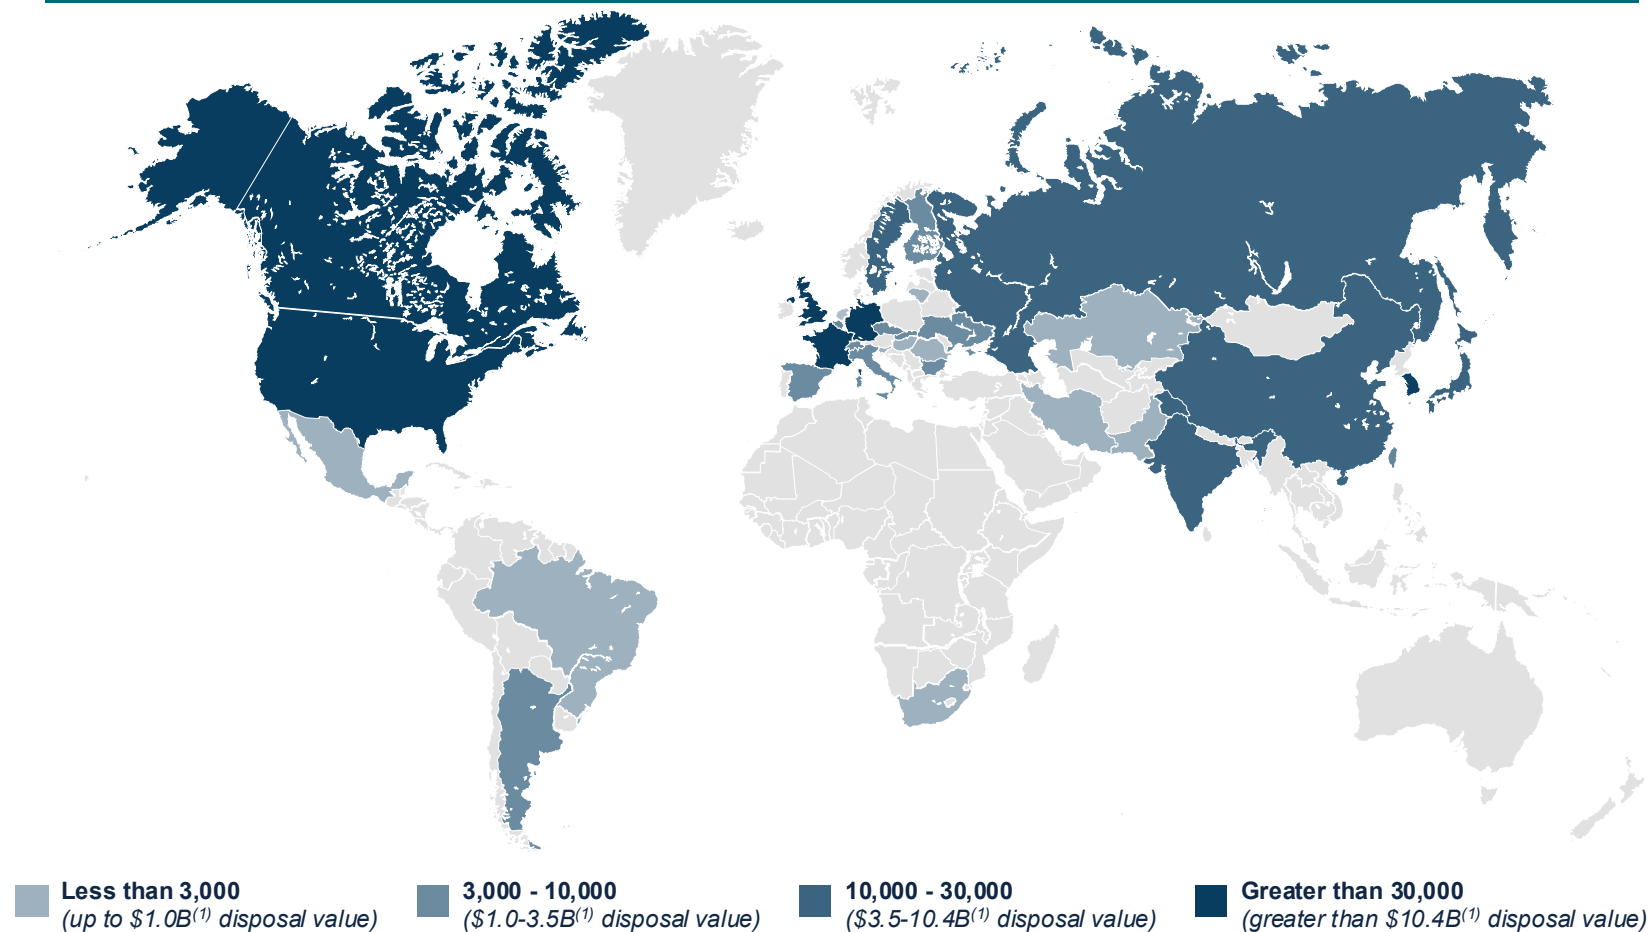 Less than 3,000
(up to $1.0B(1) disposal value)
3,000 - 10,000
($1.0-3.5B(1) disposal value)
10,000 - 30,000
($3.5-10.4B(1) disposal value)
Greater than 30,000
(greater than $10.4B(1) disposal value)